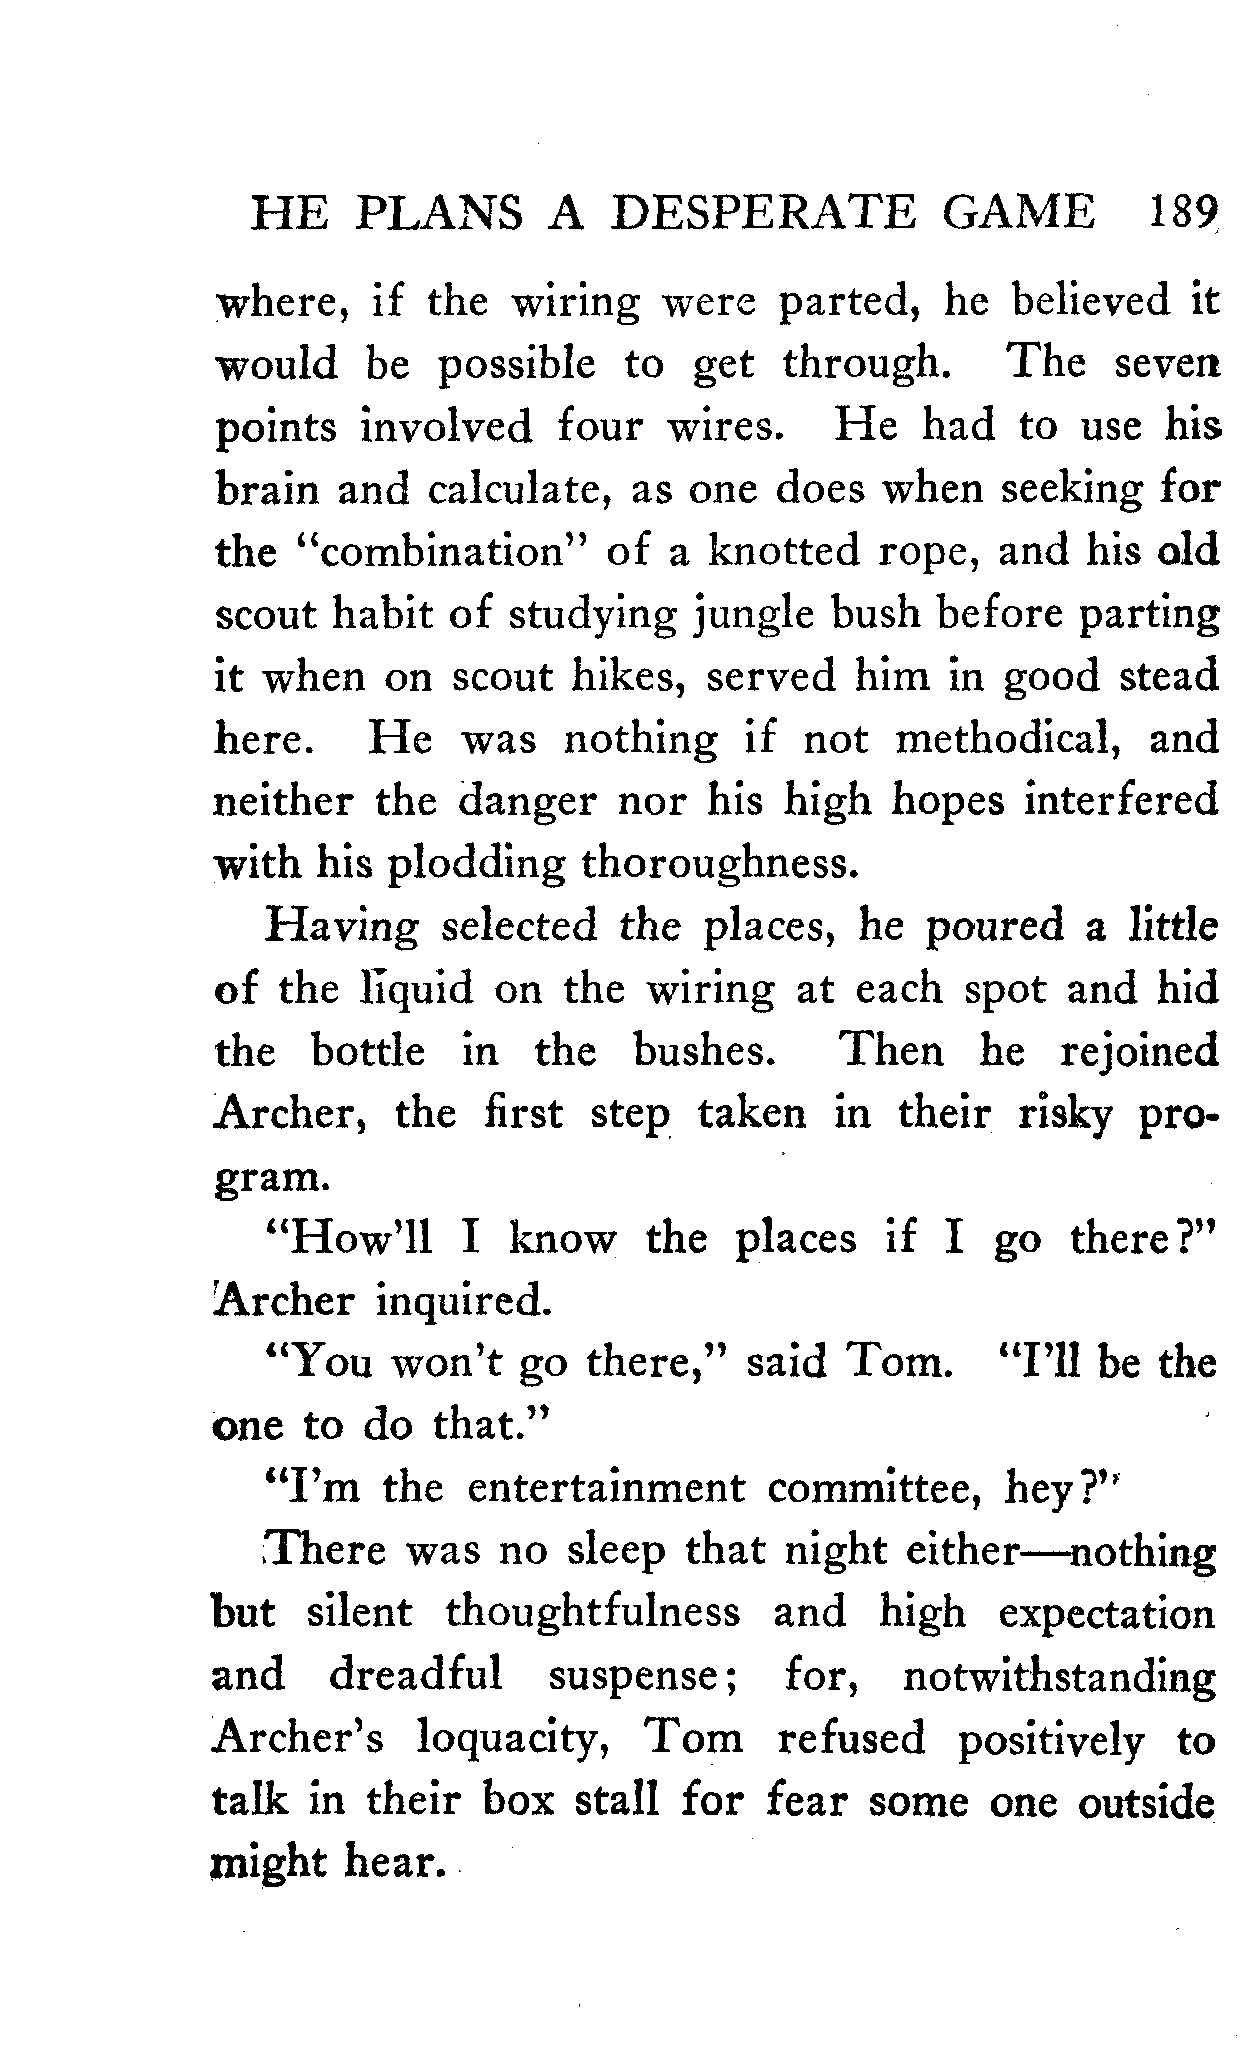 HE PLANS A DESPERATE GAME 189
where, if the wiring were parted, he believed it
would be possible to get through. The seven
points involved four wires. He had to use his
brain and calculate, as one does when seeking for
the "combination" of a knotted rope, and his old
scout habit of studying jungle bush before parting
it when on scout hikes, served him in good stead
here. He was nothing if not methodical, and
neither the danger nor his high hopes interfered
with his plodding thoroughness.
Having selected the places, he poured a little
of the liquid on the wiring at each spot and hid
the bottle in the bushes. Then he rejoined
Archer, the first step taken in their risky pro-
gram.
"How'll I know the places if I go there?"
Archer inquired.
"You won't go there," said Tom. "I'll be the
one to do that."
"I'm the entertainment committee, hey?"
There was no sleep that night either—nothing
but silent thoughtfulness and high expectation
and dreadful suspense; for, notwithstanding
Archer's loquacity, Tom refused positively to
talk in their box stall for fear some one outside
might hear.